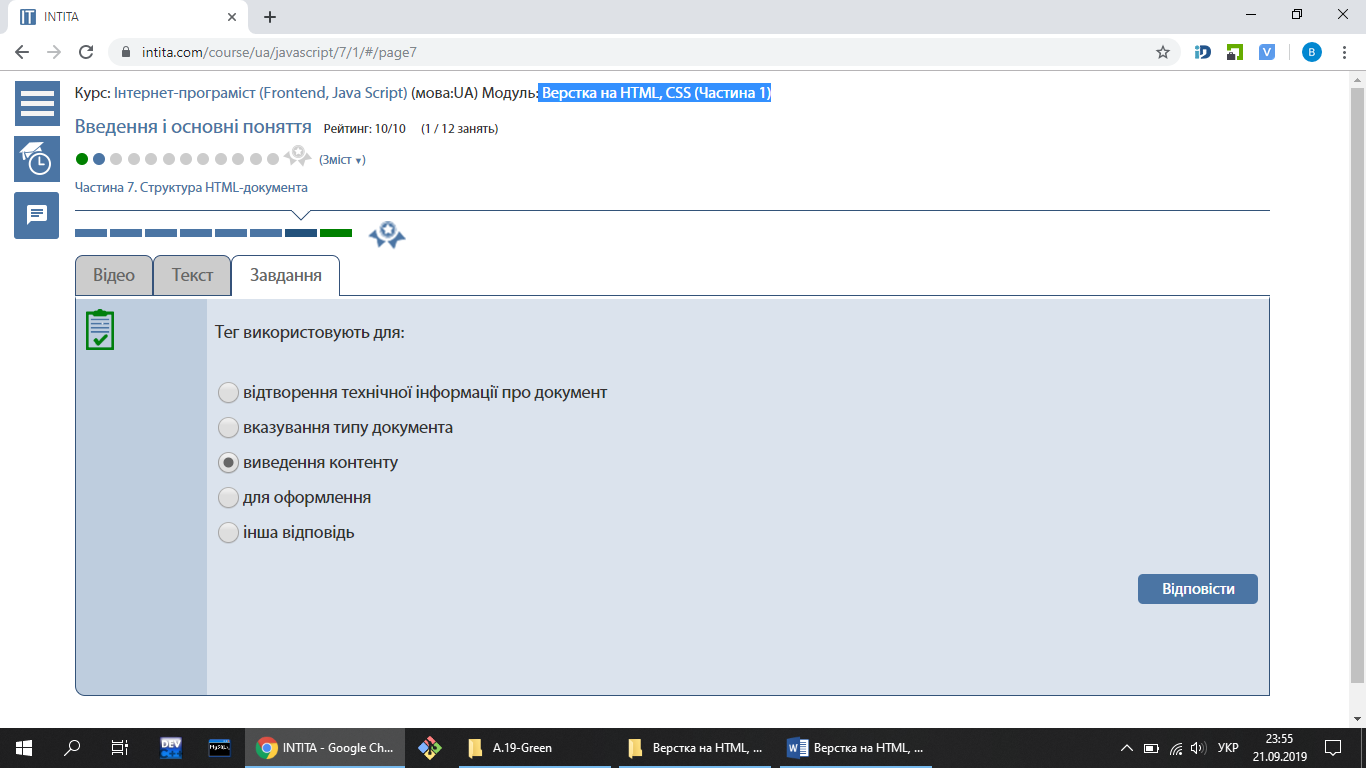 INTITA
intita.com/course/ua/javascript/7/1/#/page7
B
Курс: Інтернет-програміст (Frontend, Java Script) (мова:UA) Модуль: Верстка на HTML, CSS (Частина 1)
Введення і основні поняття Рейтинг: 10/10 (1 / 12 занять)
(Зміст ▾)
Частина 7. Структура HTML-документа
Відео Текст Завдання
Тег використовують для:
відтворення технічної інформації про документ
вказування типу документа
виведення контенту
для оформлення
інша відповідь
Відповісти
DEV MySQL INTITA - Google Ch... A.19-Green Верстка на HTML, ... Верстка на HTML, ... УКР 23:55
21.09.2019